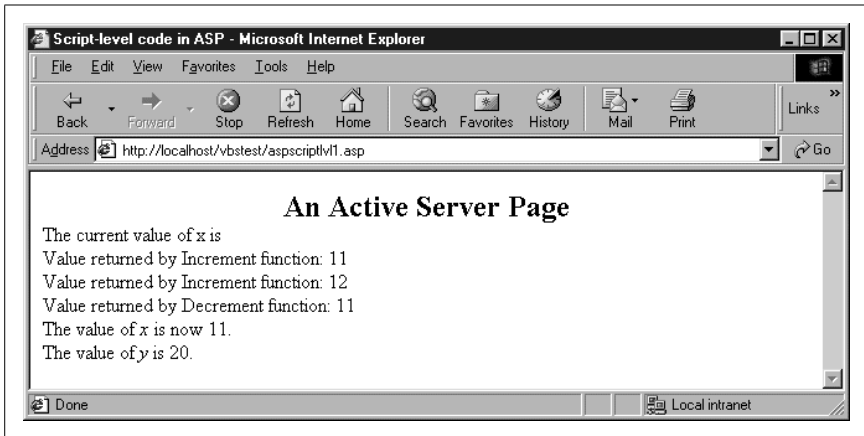 Script-level code in ASP - Microsoft Internet Explorer
File Edit View Favorites Tools Help
Back Forward Stop Refresh Home Search Favorites History Mail Print Links »
Address http://localhost/vbstest/aspscriptlvl1.asp Go
An Active Server Page
The current value of x is
Value returned by Increment function: 11
Value returned by Increment function: 12
Value returned by Decrement function: 11
The value of x is now 11.
The value of y is 20.
Done Local intranet